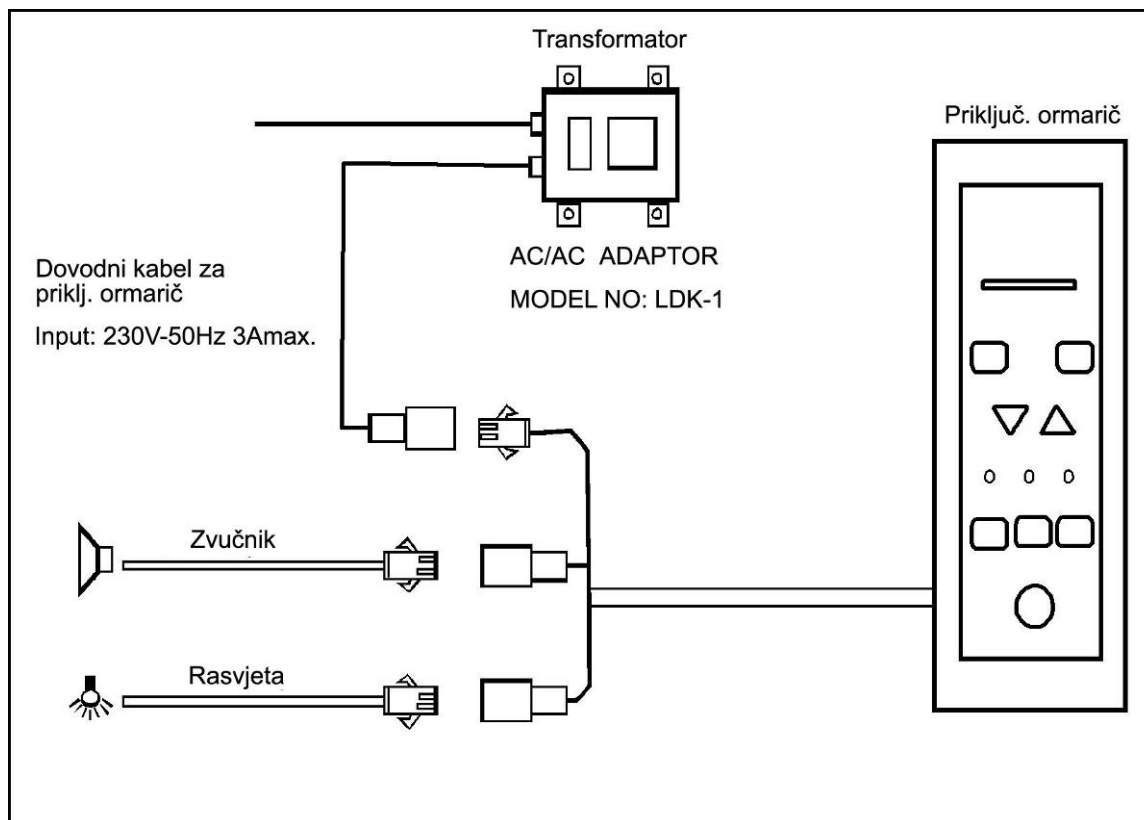 Transformator
Priključ. ormarič
AC/AC ADAPTOR
MODEL NO: LDK-1
Dovodni kabel za
priklj. ormarič
Input: 230V-50Hz 3Amax.
Zvučnik
Rasvjeta